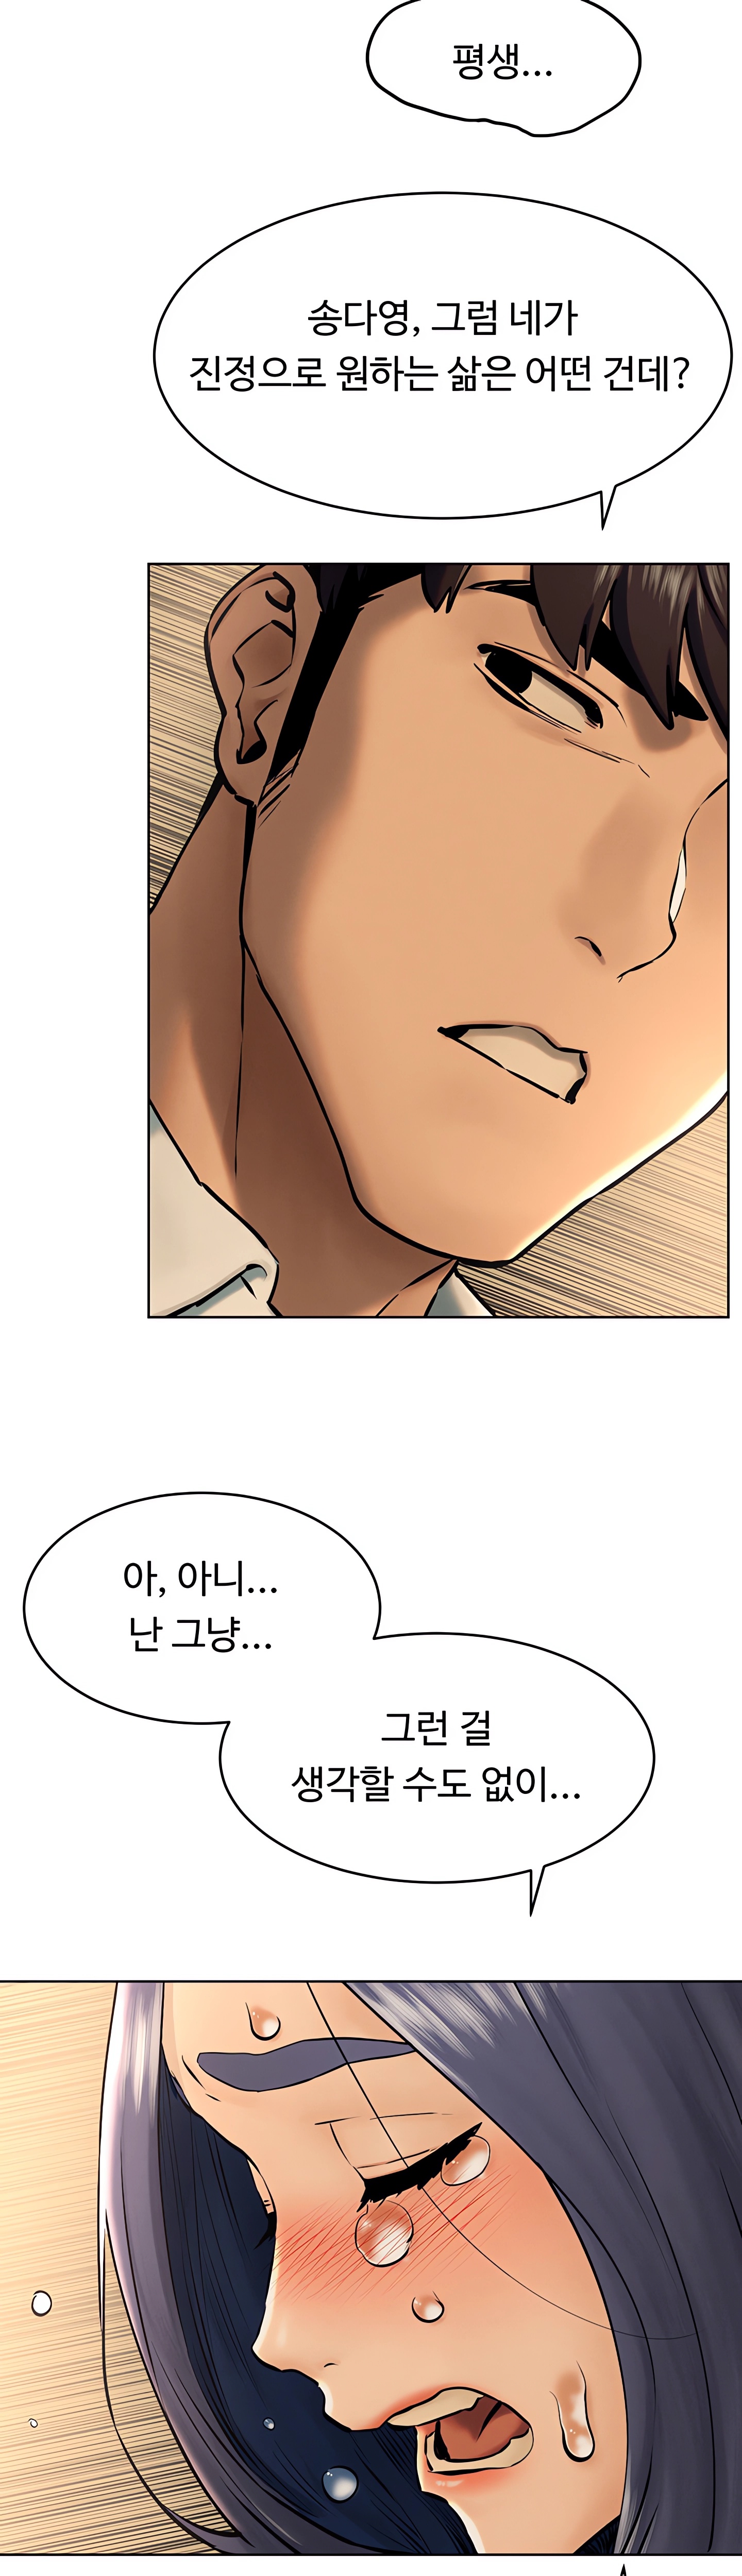 평생...
송다영, 그럼 네가
진정으로 원하는 삶은 어떤 건데?
아, 아니...
난 그냥...
그런 걸
생각할 수도 없이...